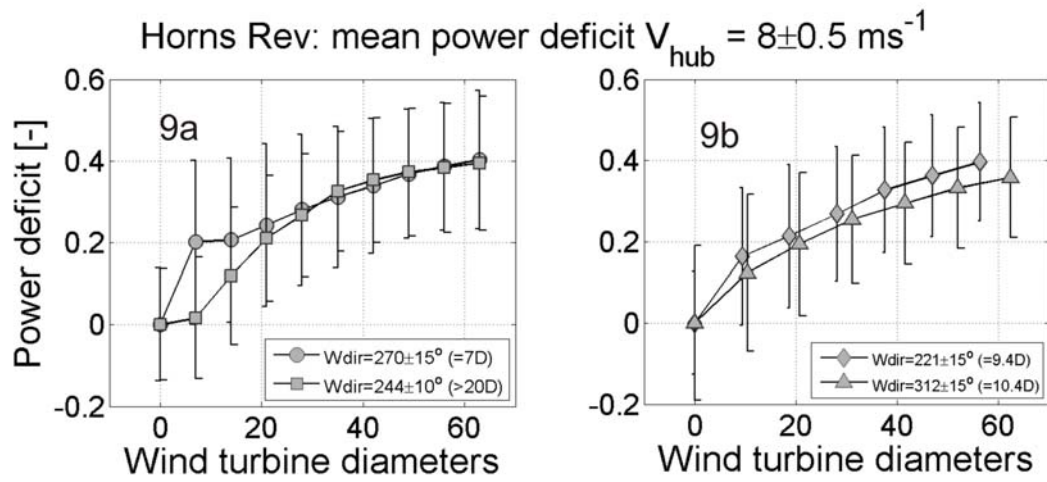 Horns Rev: mean power deficit V_hub = 8±0.5 ms⁻¹
Power deficit [-]
0.6
0.4
0.2
0
-0.2
9a
Wdir=270±15° (=7D)
Wdir=244±10° (>20D)
0 20 40 60
Wind turbine diameters
0.6
0.4
0.2
0
-0.2
9b
Wdir=221±15° (=9.4D)
Wdir=312±15° (=10.4D)
0 20 40 60
Wind turbine diameters